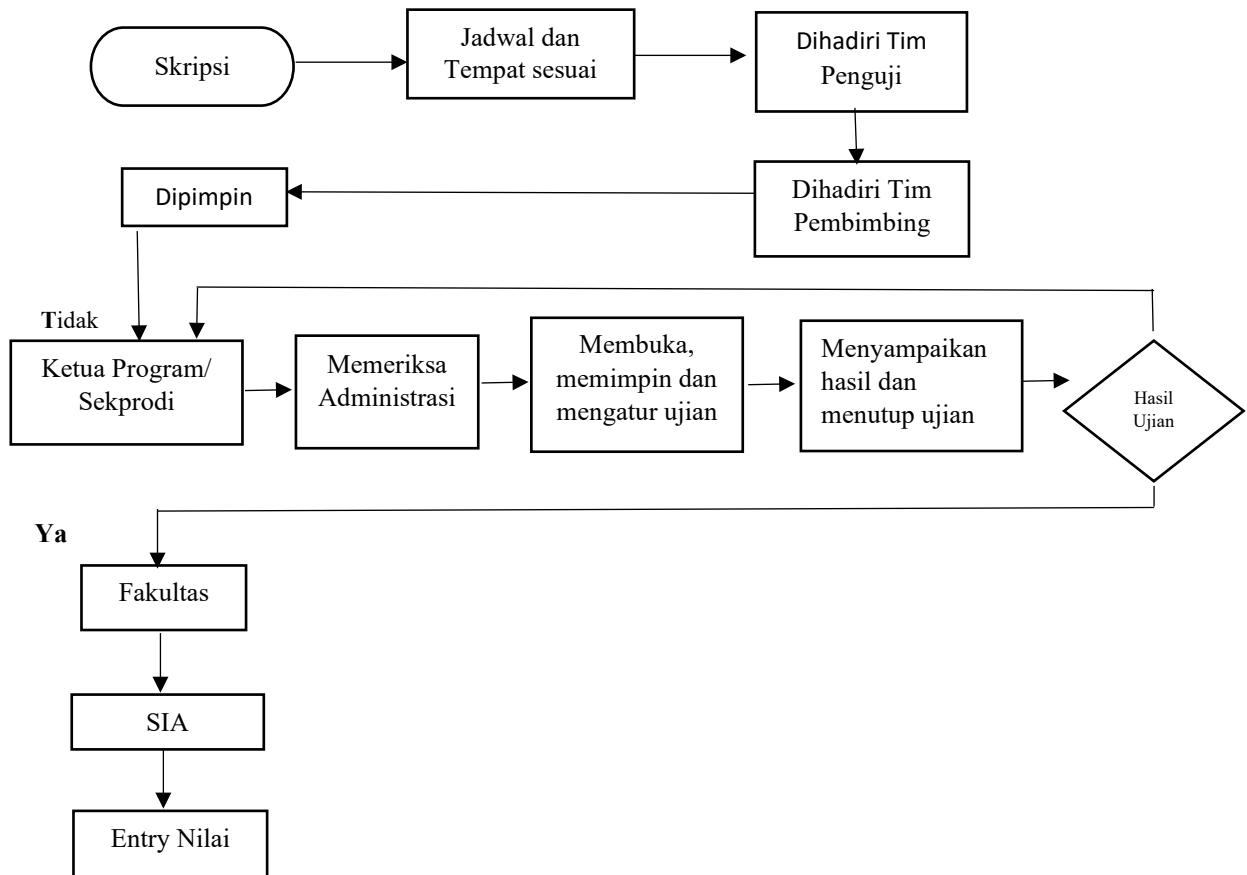 Skripsi
Jadwal dan
Tempat sesuai
Dihadiri Tim
Penguji
Dipimpin
Dihadiri Tim
Pembimbing
Tidak
Ketua Program/
Sekprodi
Memeriksa
Administrasi
Membuka,
memimpin dan
mengatur ujian
Menyampaikan
hasil dan
menutup ujian
Hasil
Ujian
Ya
Fakultas
SIA
Entry Nilai